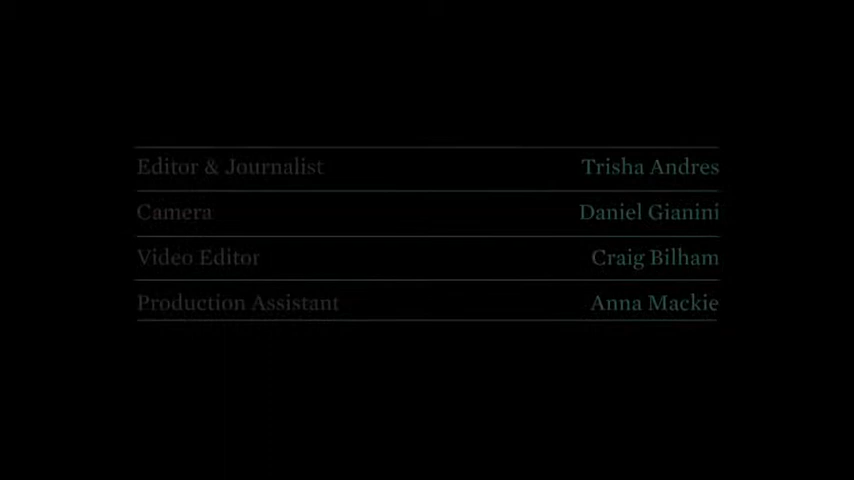 Editor & Journalist Trisha Andres
Camera Daniel Gianini
Video Editor Craig Bilham
Production Assistant Anna Mackie